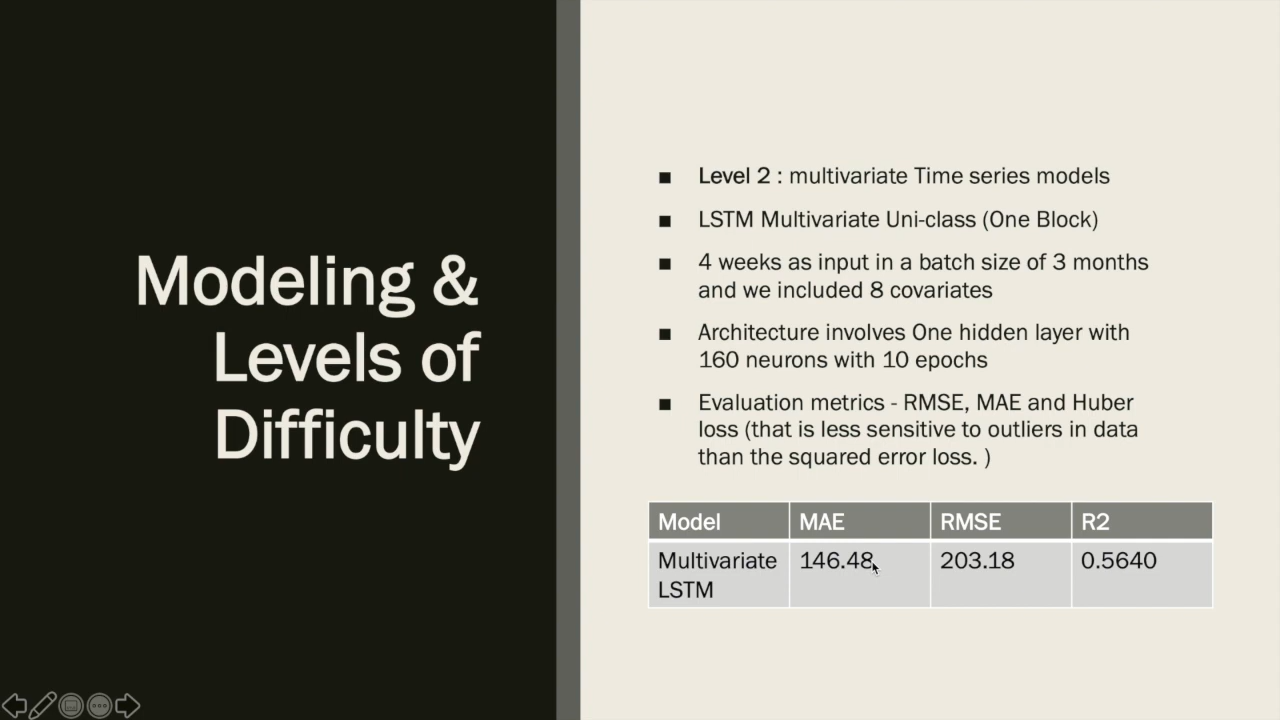 Modeling &
Levels of
Difficulty
■ Level 2 : multivariate Time series models
■ LSTM Multivariate Uni-class (One Block)
■ 4 weeks as input in a batch size of 3 months
and we included 8 covariates
■ Architecture involves One hidden layer with
160 neurons with 10 epochs
■ Evaluation metrics - RMSE, MAE and Huber
loss (that is less sensitive to outliers in data
than the squared error loss. )
Model MAE RMSE R2
Multivariate 146.48 203.18 0.5640
LSTM